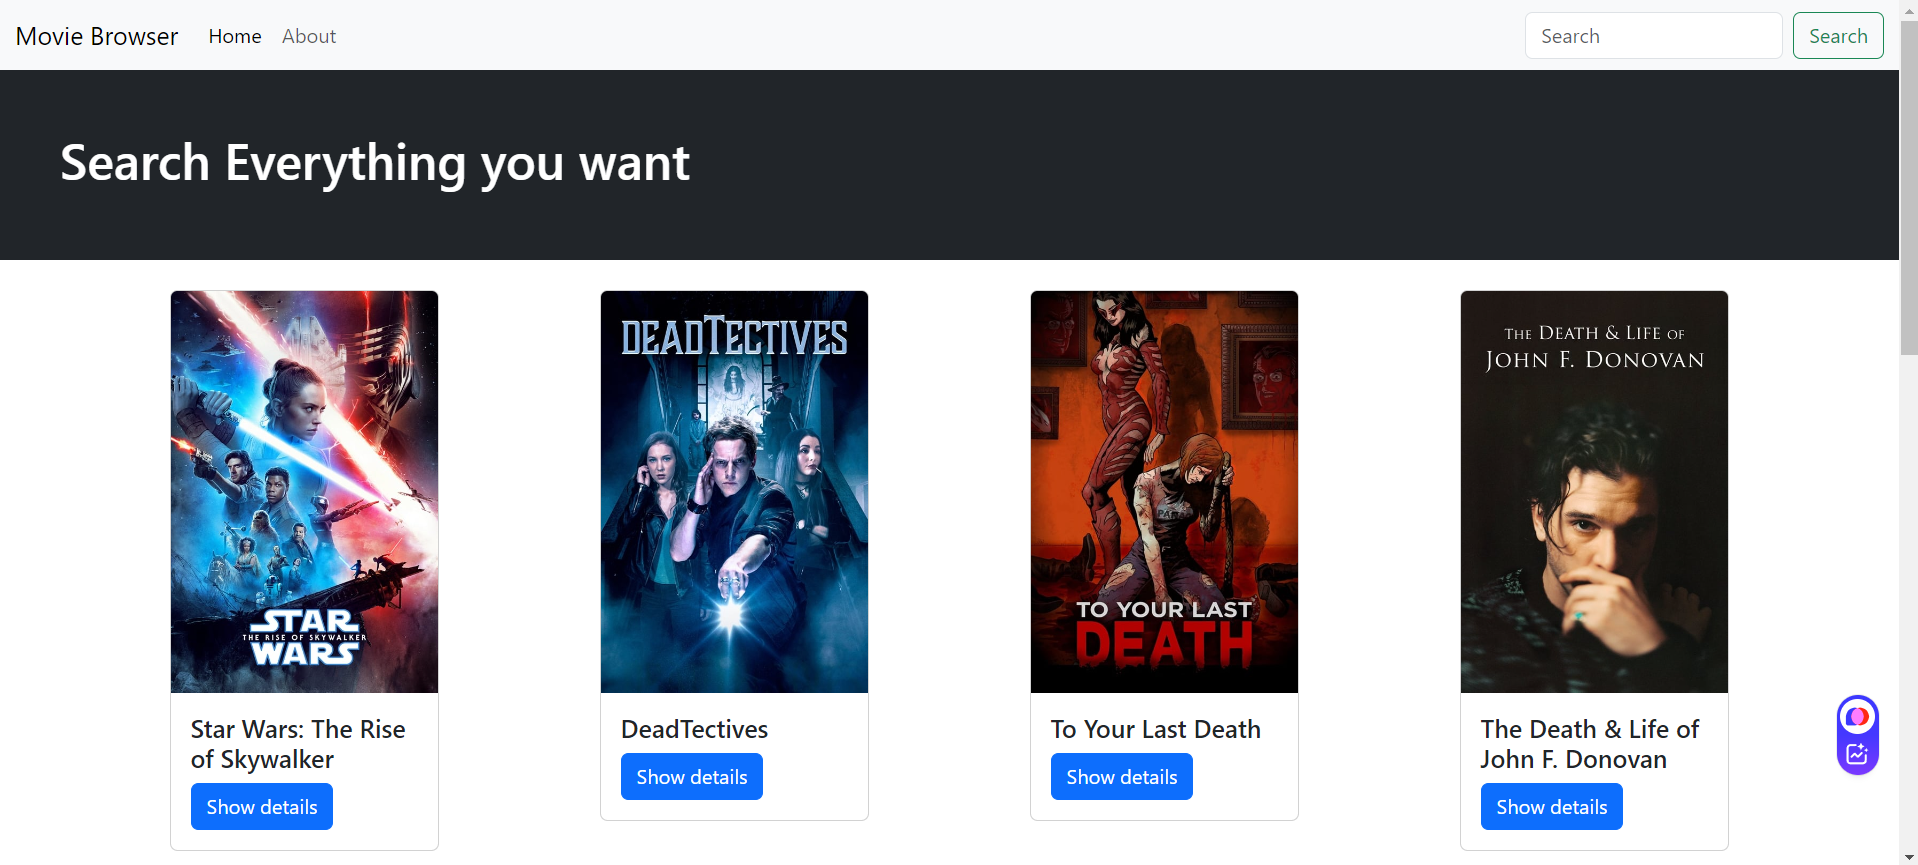 Movie Browser Home About Search Search
Search Everything you want
STAR
THE RISE OF SKYWALKER
WARS
DEADTECTIVES
TO YOUR LAST
DEATH
THE DEATH & LIFE OF
JOHN F. DONOVAN
Star Wars: The Rise
of Skywalker
Show details
DeadTectives
Show details
To Your Last Death
Show details
The Death & Life of
John F. Donovan
Show details